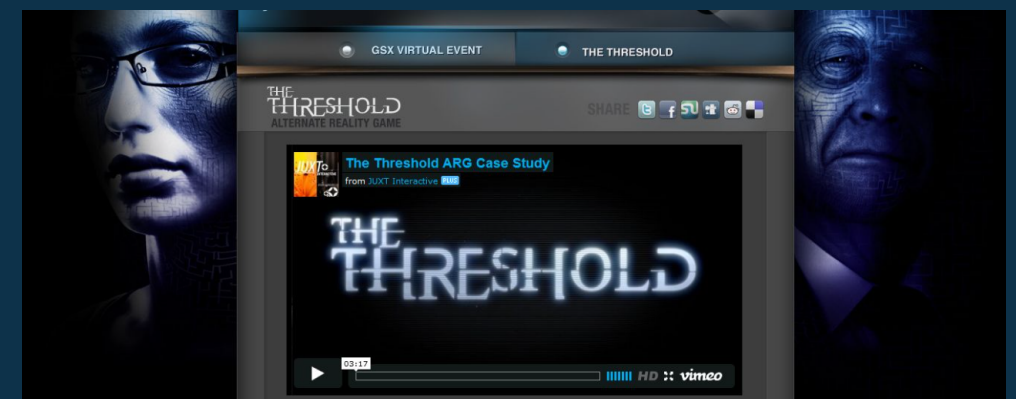 GSX VIRTUAL EVENT
THE THRESHOLD
THE
THRESHOLD
ALTERNATE REALITY GAME
SHARE
JUXT
The Threshold ARG Case Study
from JUXT Interactive PLUS
THE
THRESHOLD
03:17
HD vimeo